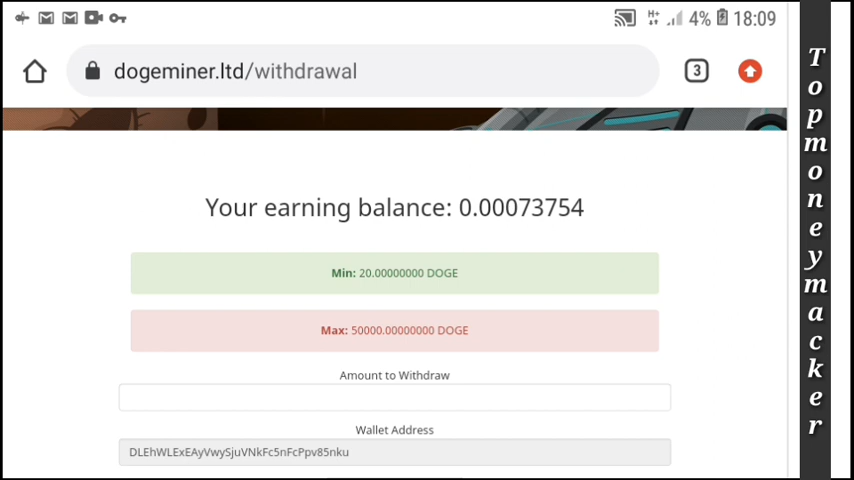 4% 18:09
dogeminer.ltd/withdrawal
3
Your earning balance: 0.00073754
Min: 20.00000000 DOGE
Max: 50000.00000000 DOGE
Amount to Withdraw
Wallet Address
DLEhWLExEAyVwySjuVNkFc5nFcPpv85nku
Topmoneymacker